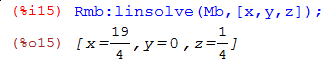 (%i15) Rmb:linsolve(Mb,[x,y,z]);
(%o15) [x=19/4,y=0,z=1/4]